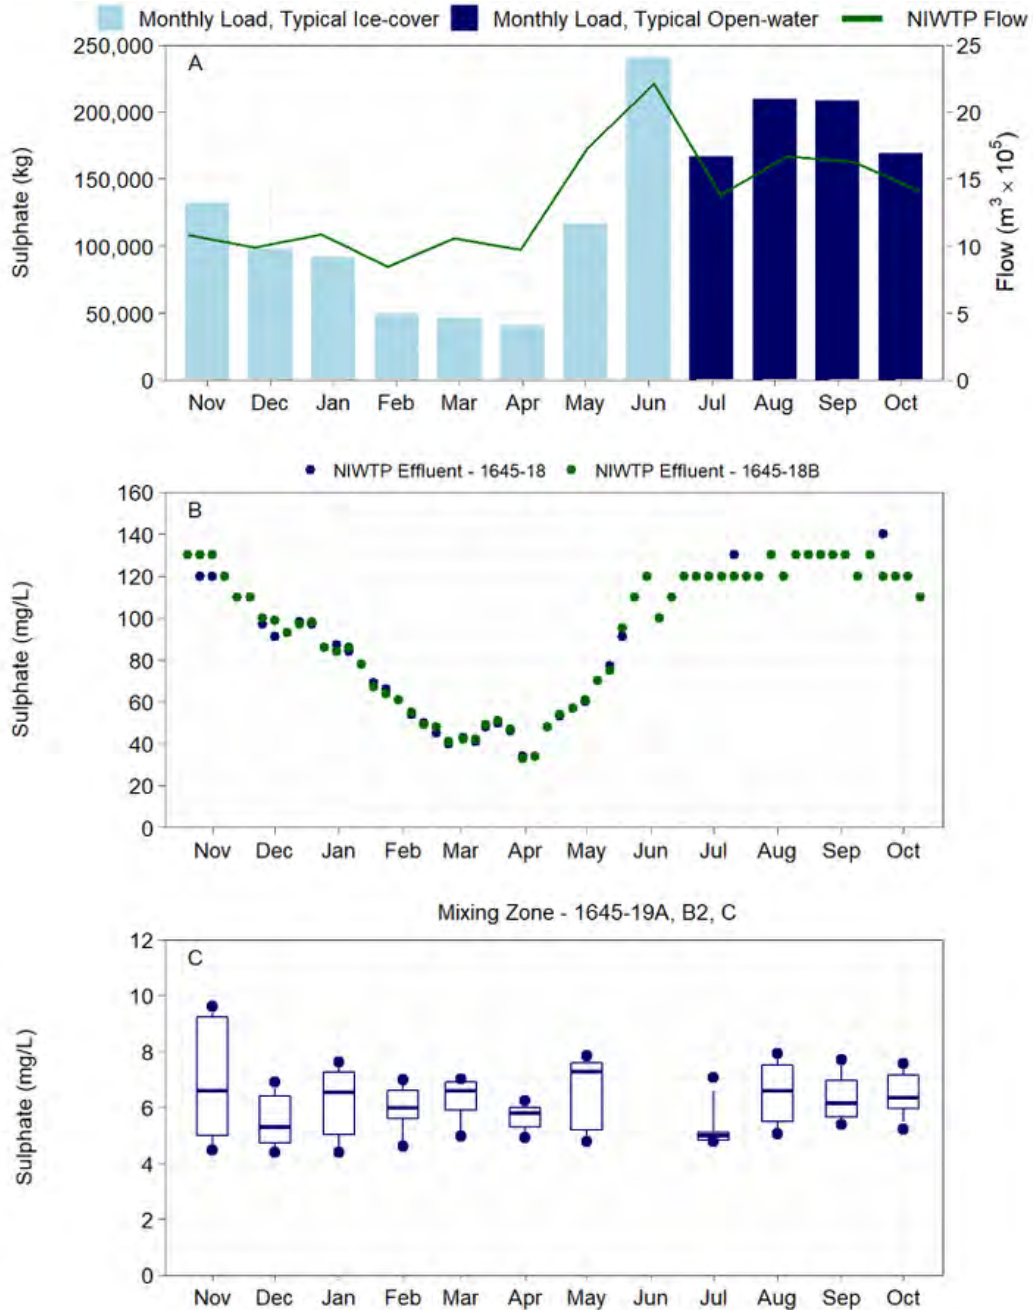 Monthly Load, Typical Ice-cover Monthly Load, Typical Open-water NIWTP Flow
A
250,000
200,000
150,000
100,000
50,000
0
Sulphate (kg)
25
20
15
10
5
0
Flow (m³ × 10⁵)
Nov Dec Jan Feb Mar Apr May Jun Jul Aug Sep Oct
NIWTP Effluent - 1645-18 NIWTP Effluent - 1645-18B
B
160
140
120
100
80
60
40
20
0
Sulphate (mg/L)
Nov Dec Jan Feb Mar Apr May Jun Jul Aug Sep Oct
Mixing Zone - 1645-19A, B2, C
C
12
10
8
6
4
2
0
Sulphate (mg/L)
Nov Dec Jan Feb Mar Apr May Jun Jul Aug Sep Oct